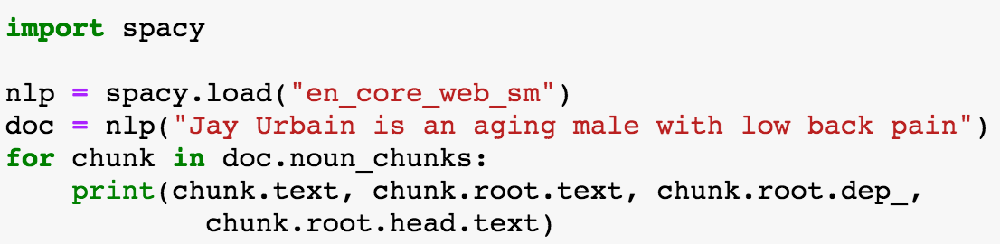 import spacy

nlp = spacy.load("en_core_web_sm")
doc = nlp("Jay Urbain is an aging male with low back pain")
for chunk in doc.noun_chunks:
    print(chunk.text, chunk.root.text, chunk.root.dep_,
            chunk.root.head.text)